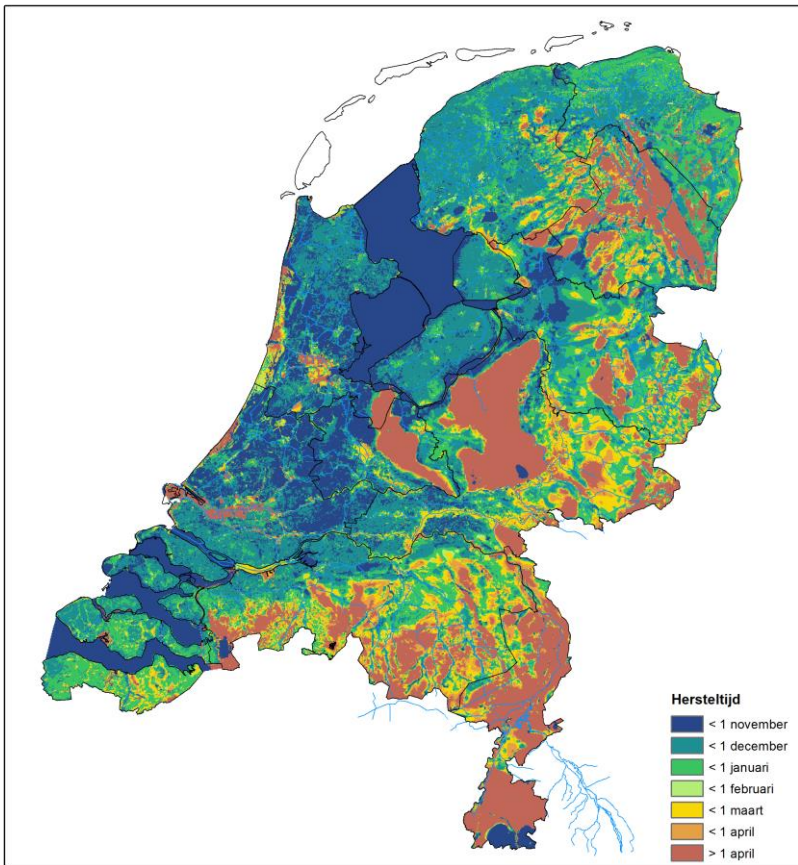 Hersteltijd
< 1 november
< 1 december
< 1 januari
< 1 februari
< 1 maart
< 1 april
> 1 april